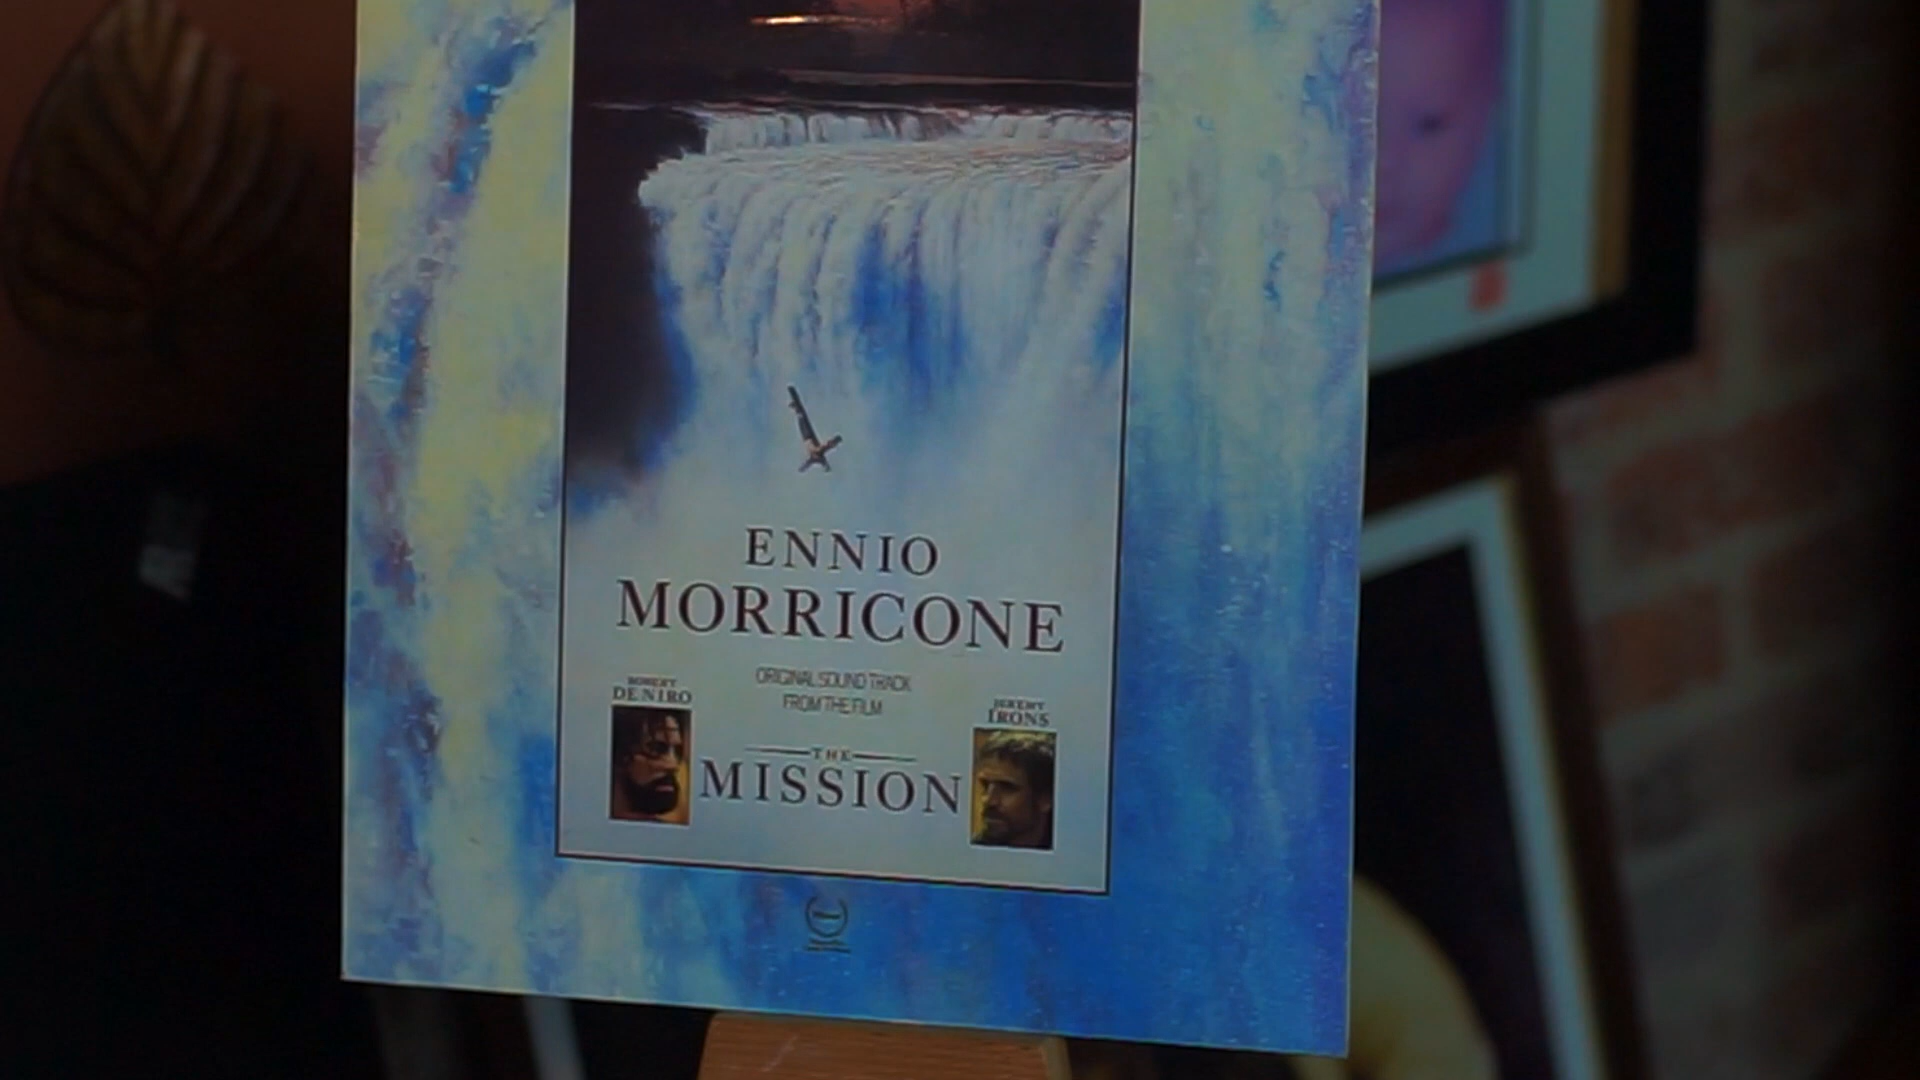 ENNIO
MORRICONE
ORIGINAL SOUND TRACK
FROM THE FILM
ROBERT
DE NIRO
JEREMY
IRONS
THE
MISSION